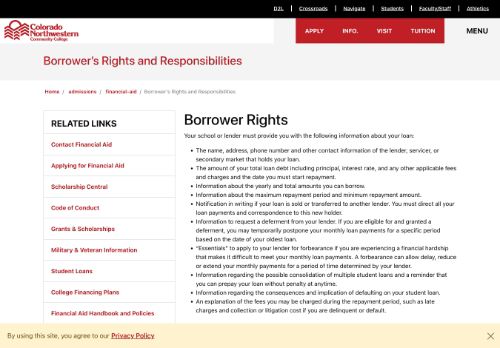 D2L | Crossroads | Navigate | Students | Faculty/Staff | Athletics
Colorado
Northwestern
Community College
APPLY INFO. VISIT TUITION MENU
Borrower's Rights and Responsibilities
Home / admissions / financial-aid / Borrower's Rights and Responsibilities
RELATED LINKS
Contact Financial Aid
Applying for Financial Aid
Scholarship Central
Code of Conduct
Grants & Scholarships
Military & Veteran Information
Student Loans
College Financing Plans
Financial Aid Handbook and Policies
Borrower Rights
Your school or lender must provide you with the following information about your loan:
• The name, address, phone number and other contact information of the lender, servicer, or
secondary market that holds your loan.
• The amount of your total loan debt including principal, interest rate, and any other applicable fees
and charges and the date you must start repayment.
• Information about the yearly and total amounts you can borrow.
• Information about the maximum repayment period and minimum repayment amount.
• Notification in writing if your loan is sold or transferred to another lender. You must direct all your
loan payments and correspondence to this new holder.
• Information to request a deferment from your lender. If you are eligible for and granted a
deferment, you may temporarily postpone your monthly loan payments for a specific period
based on the date of your oldest loan.
• "Essentials" to apply to your lender for forbearance if you are experiencing a financial hardship
that makes it difficult to meet your monthly loan payments. A forbearance can allow delay, reduce
or extend your monthly payments for a period of time determined by your lender.
• Information regarding the possible consolidation of multiple student loans and a reminder that
you can prepay your loan without penalty at anytime.
• Information regarding the consequences and implication of defaulting on your student loan.
• An explanation of the fees you may be charged during the repayment period, such as late
charges and collection or litigation cost if you are delinquent or default.
By using this site, you agree to our Privacy Policy